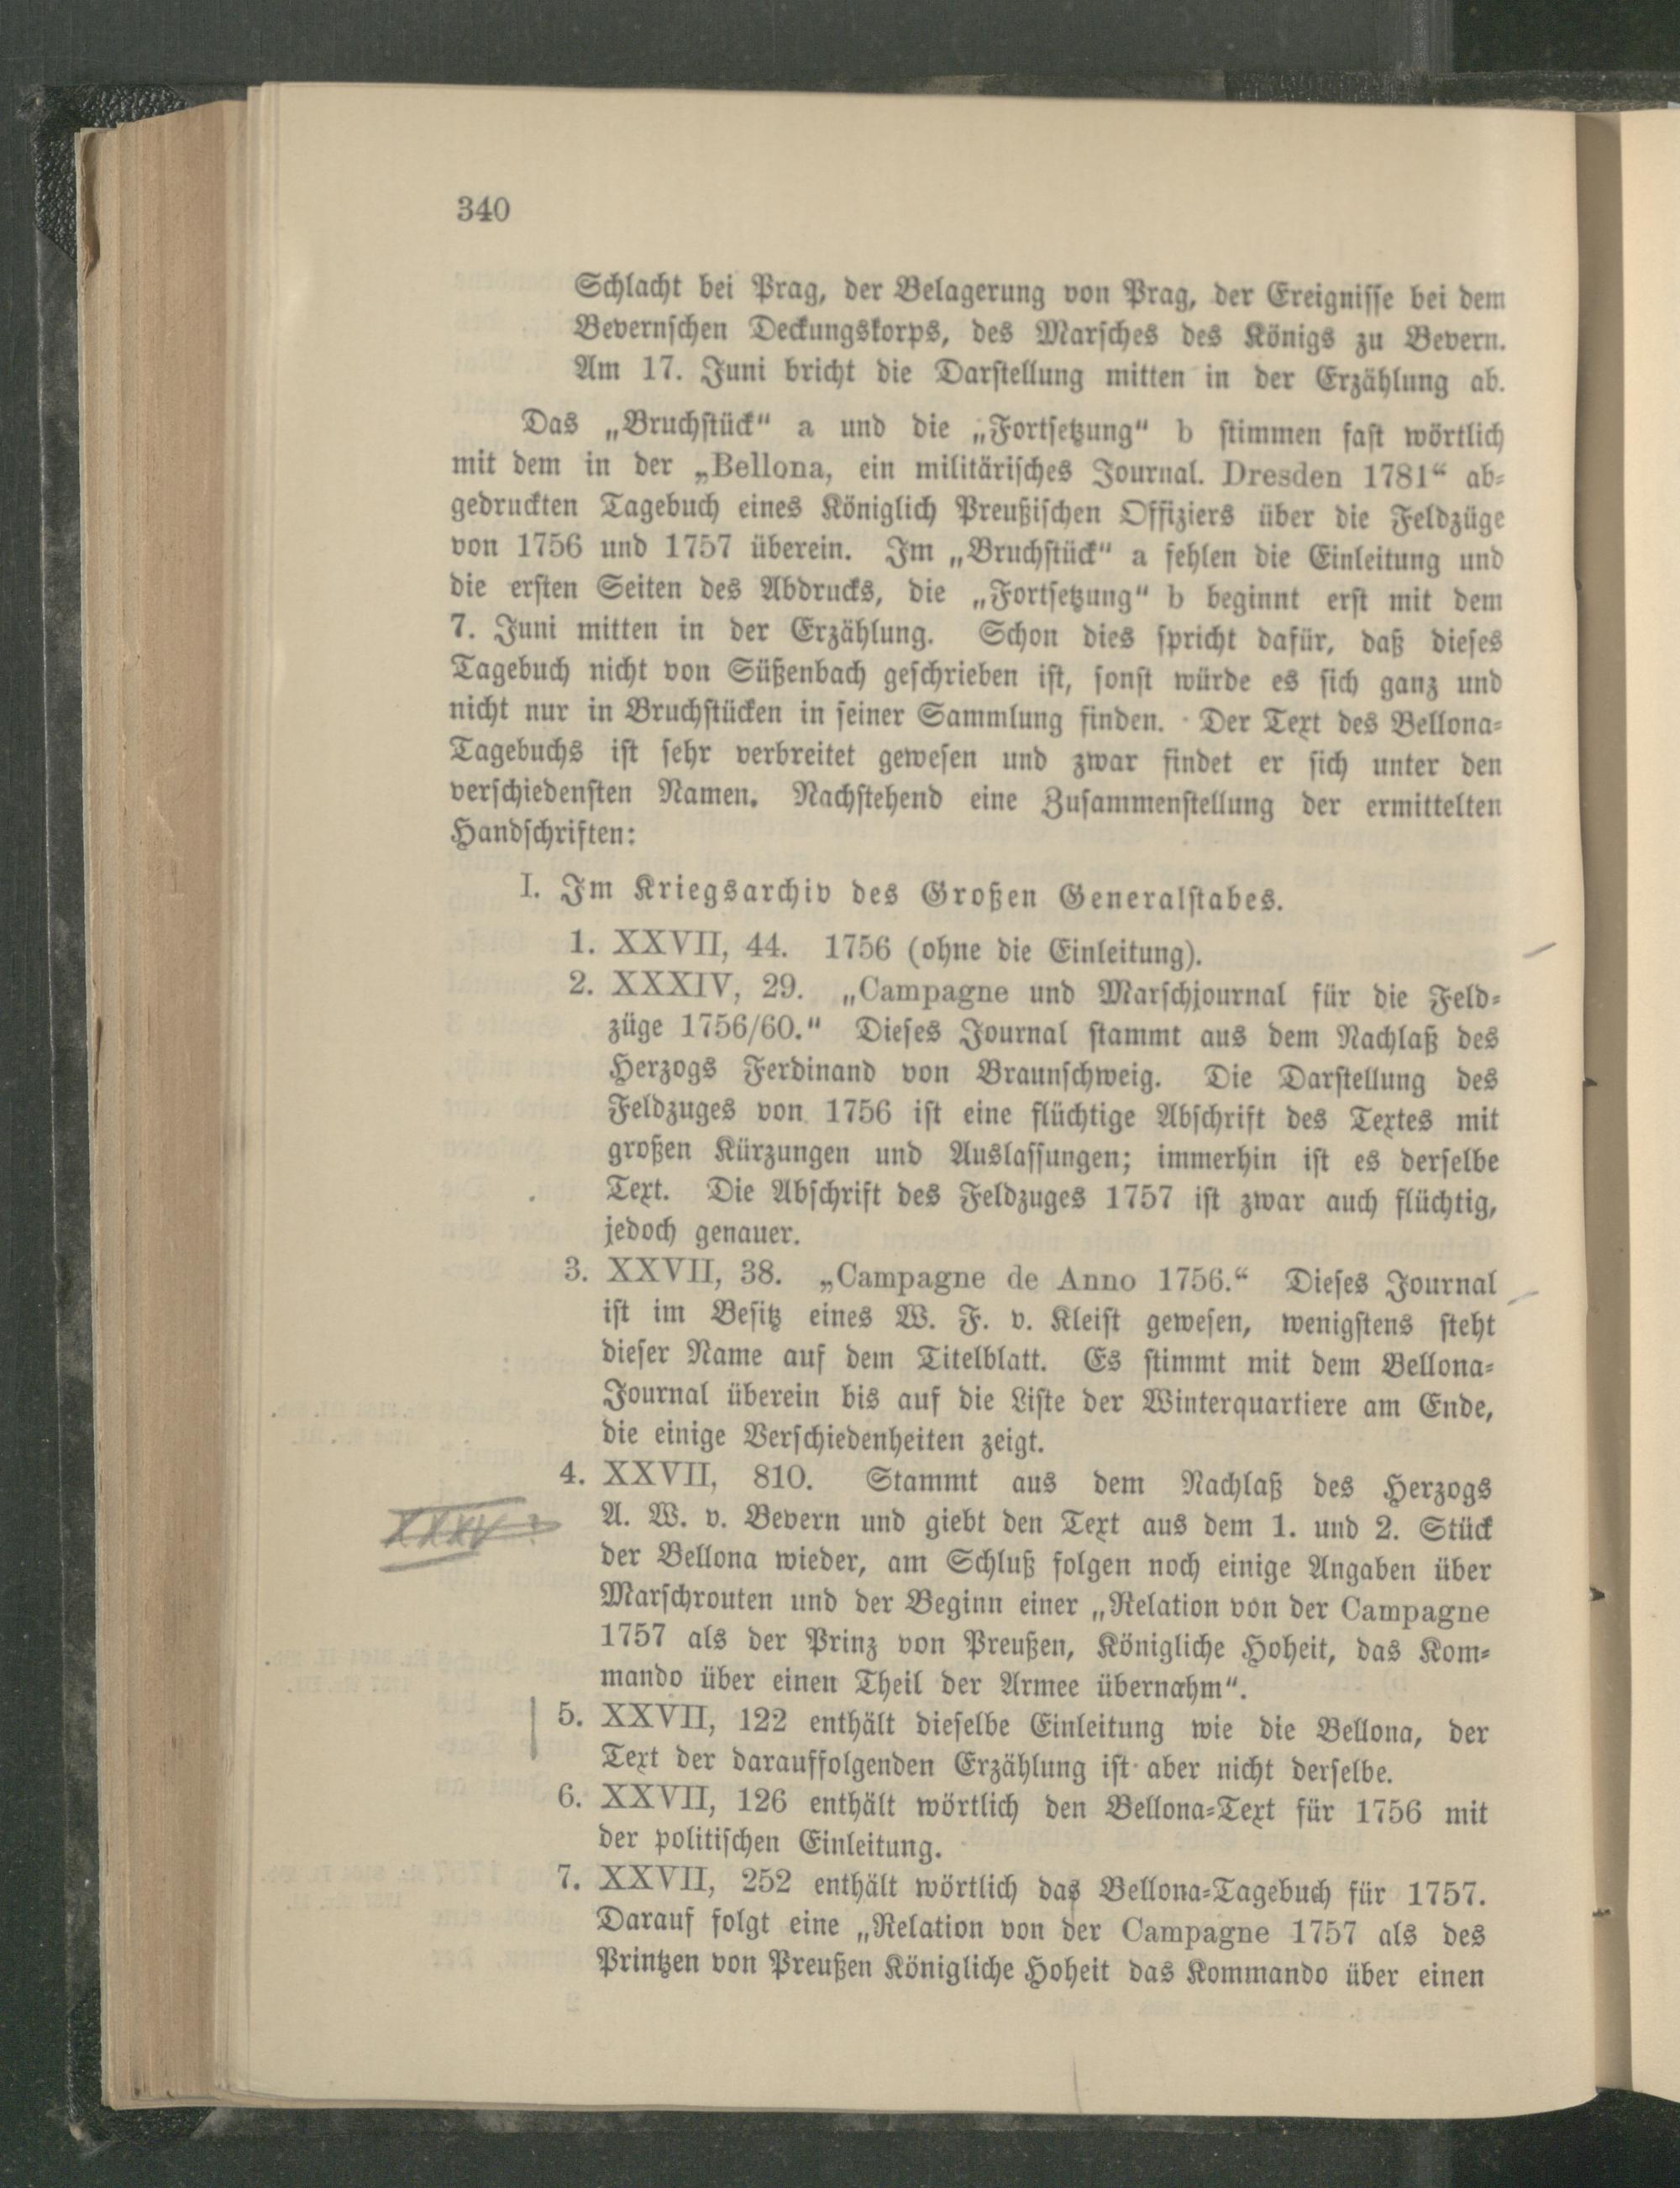 340
Schlacht bei Prag, der Belagerung von Prag, der Ereignisse bei dem
Bevernschen Deckungskorps, des Marsches des Königs zu Bevern.
Am 17. Juni bricht die Darstellung mitten in der Erzählung ab.
Das „Bruchstück“ a und die „Fortsetzung“ b stimmen fast wörtlich
mit dem in der „Bellona, ein militärisches Journal. Dresden 1781“ ab-
gedruckten Tagebuch eines Königlich Preußischen Offiziers über die Feldzüge
von 1756 und 1757 überein. Im „Bruchstück“ a fehlen die Einleitung und
die ersten Seiten des Abdrucks, die „Fortsetzung“ b beginnt erst mit dem
7. Juni mitten in der Erzählung. Schon dies spricht dafür, daß dieses
Tagebuch nicht von Süßenbach geschrieben ist, sonst würde es sich ganz und
nicht nur in Bruchstücken in seiner Sammlung finden. Der Text des Bellona-
Tagebuchs ist sehr verbreitet gewesen und zwar findet er sich unter den
verschiedensten Namen. Nachstehend eine Zusammenstellung der ermittelten
Handschriften:
I. Im Kriegsarchiv des Großen Generalstabes.
1. XXVII, 44. 1756 (ohne die Einleitung).
2. XXXIV, 29. „Campagne und Marschjournal für die Feld-
züge 1756/60.“ Dieses Journal stammt aus dem Nachlaß des
Herzogs Ferdinand von Braunschweig. Die Darstellung des
Feldzuges von 1756 ist eine flüchtige Abschrift des Textes mit
großen Kürzungen und Auslassungen; immerhin ist es derselbe
Text. Die Abschrift des Feldzuges 1757 ist zwar auch flüchtig,
jedoch genauer.
3. XXVII, 38. „Campagne de Anno 1756.“ Dieses Journal
ist im Besitz eines W. F. v. Kleist gewesen, wenigstens steht
dieser Name auf dem Titelblatt. Es stimmt mit dem Bellona-
Journal überein bis auf die Liste der Winterquartiere am Ende,
die einige Verschiedenheiten zeigt.
4. XXVII, 810. Stammt aus dem Nachlaß des Herzogs
A. W. v. Bevern und giebt den Text aus dem 1. und 2. Stück
der Bellona wieder, am Schluß folgen noch einige Angaben über
Marschrouten und der Beginn einer „Relation von der Campagne
1757 als der Prinz von Preußen, Königliche Hoheit, das Kom-
mando über einen Theil der Armee übernahm“.
5. XXVII, 122 enthält dieselbe Einleitung wie die Bellona, der
Text der darauffolgenden Erzählung ist aber nicht derselbe.
6. XXVII, 126 enthält wörtlich den Bellona-Text für 1756 mit
der politischen Einleitung.
7. XXVII, 252 enthält wörtlich das Bellona-Tagebuch für 1757.
Darauf folgt eine „Relation von der Campagne 1757 als des
Printzen von Preußen Königliche Hoheit das Kommando über einen